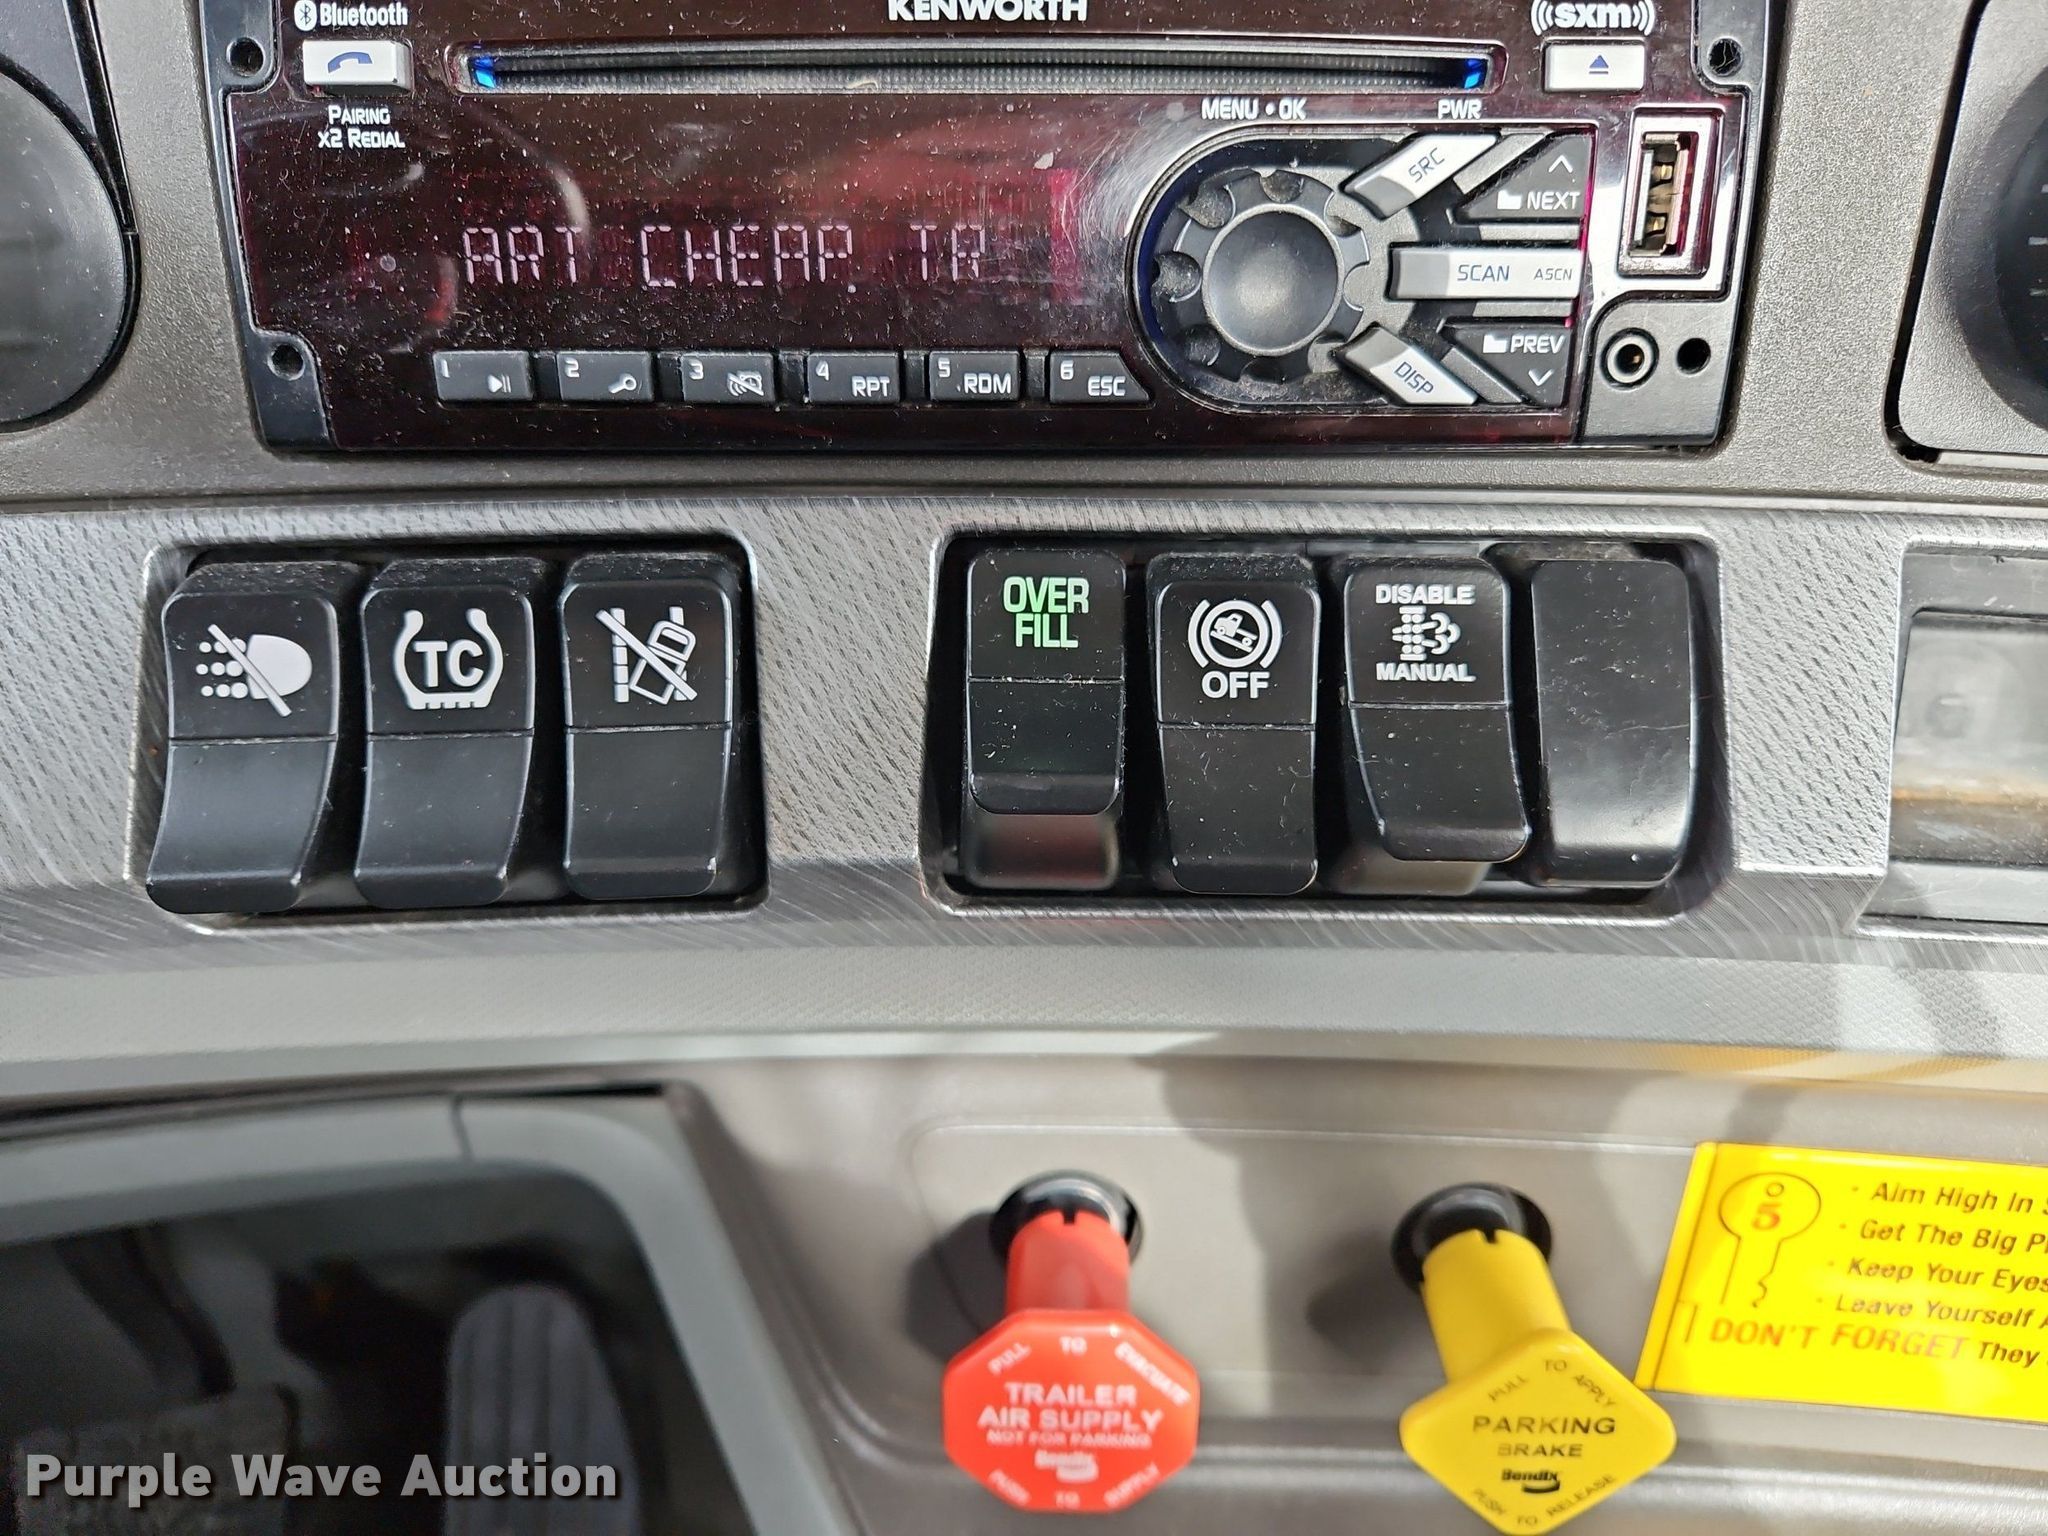 Bluetooth
KENWORTH
((sxm))
PAIRING
X2 REDIAL
MENU • OK
PWR
SRC
NEXT
ART CHEAP TR
SCAN ASCN
PREV
DISP
1
2
3
4 RPT
5 RDM
6 ESC
TC
OVER
FILL
OFF
DISABLE
MANUAL
5
• Aim High In
• Get The Big
• Keep Your Eyes
• Leave Yourself
DON'T FORGET They
PULL TO EVACUATE
TRAILER
AIR SUPPLY
NOT FOR PARKING
Bendix
PUSH TO SUPPLY
PULL TO APPLY
PARKING
BRAKE
Bendix
PUSH TO RELEASE
Purple Wave Auction